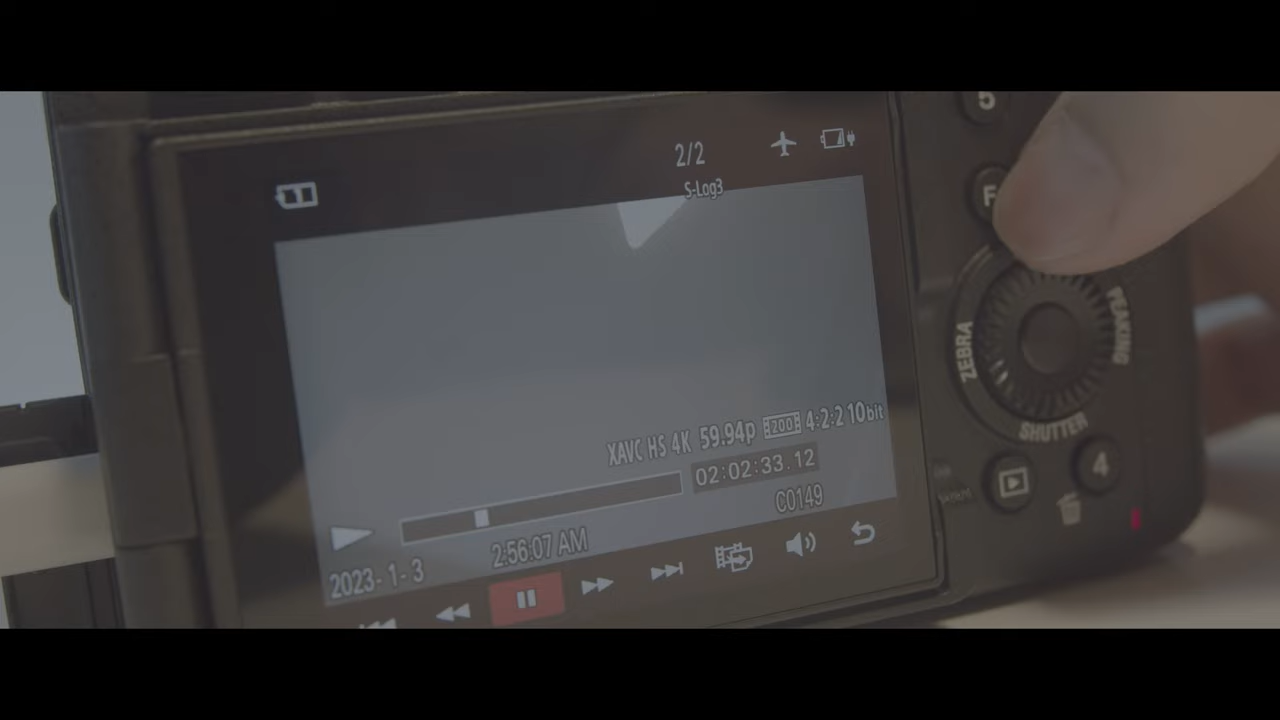 5
2/2
S-Log3
F
PEAKING
ZEBRA
SHUTTER
XAVC HS 4K 59.94p 200 4:2:2 10bit
02:02:33.12
4
C0149
2:56:07 AM
2023- 1- 3